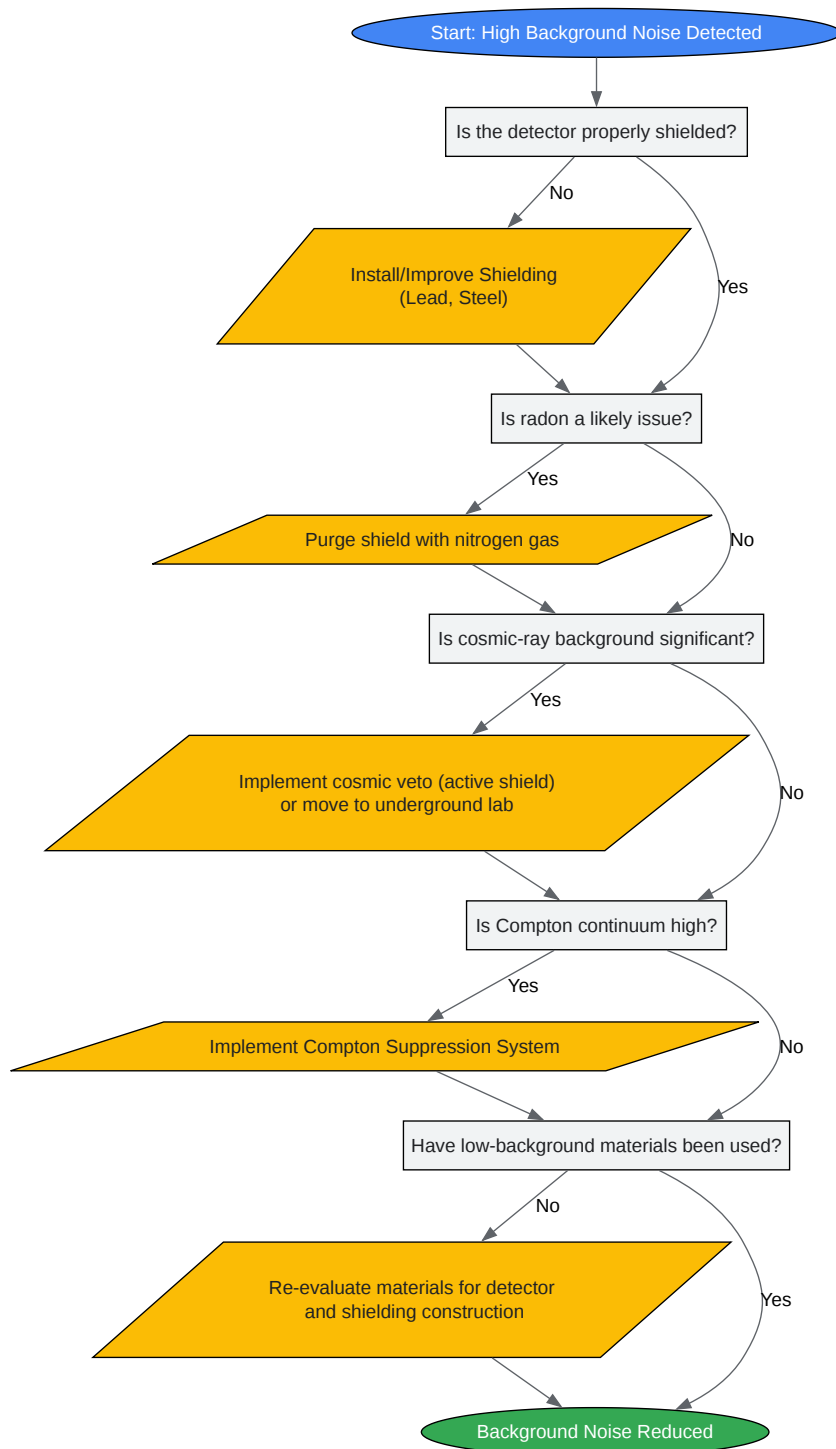 Start: High Background Noise Detected
Is the detector properly shielded?
No
Install/Improve Shielding
(Lead, Steel)
Yes
Is radon a likely issue?
Yes
Purge shield with nitrogen gas
No
Is cosmic-ray background significant?
Yes
Implement cosmic veto (active shield)
or move to underground lab
No
Is Compton continuum high?
Yes
Implement Compton Suppression System
No
Have low-background materials been used?
No
Re-evaluate materials for detector
and shielding construction
Yes
Background Noise Reduced